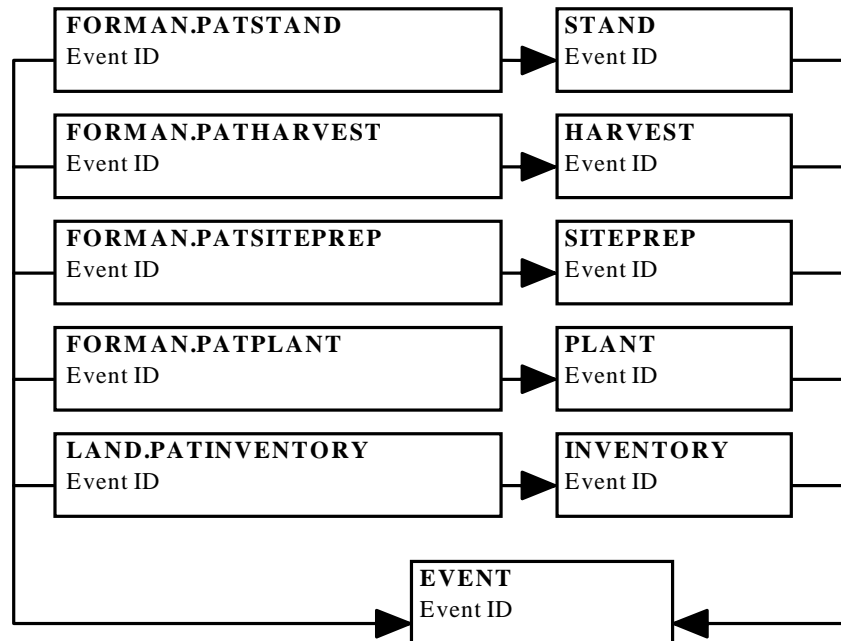 FORMAN.PATSTAND
Event ID
STAND
Event ID
FORMAN.PATHARVEST
Event ID
HARVEST
Event ID
FORMAN.PATSITEPREP
Event ID
SITEPREP
Event ID
FORMAN.PATPLANT
Event ID
PLANT
Event ID
LAND.PATINVENTORY
Event ID
INVENTORY
Event ID
EVENT
Event ID